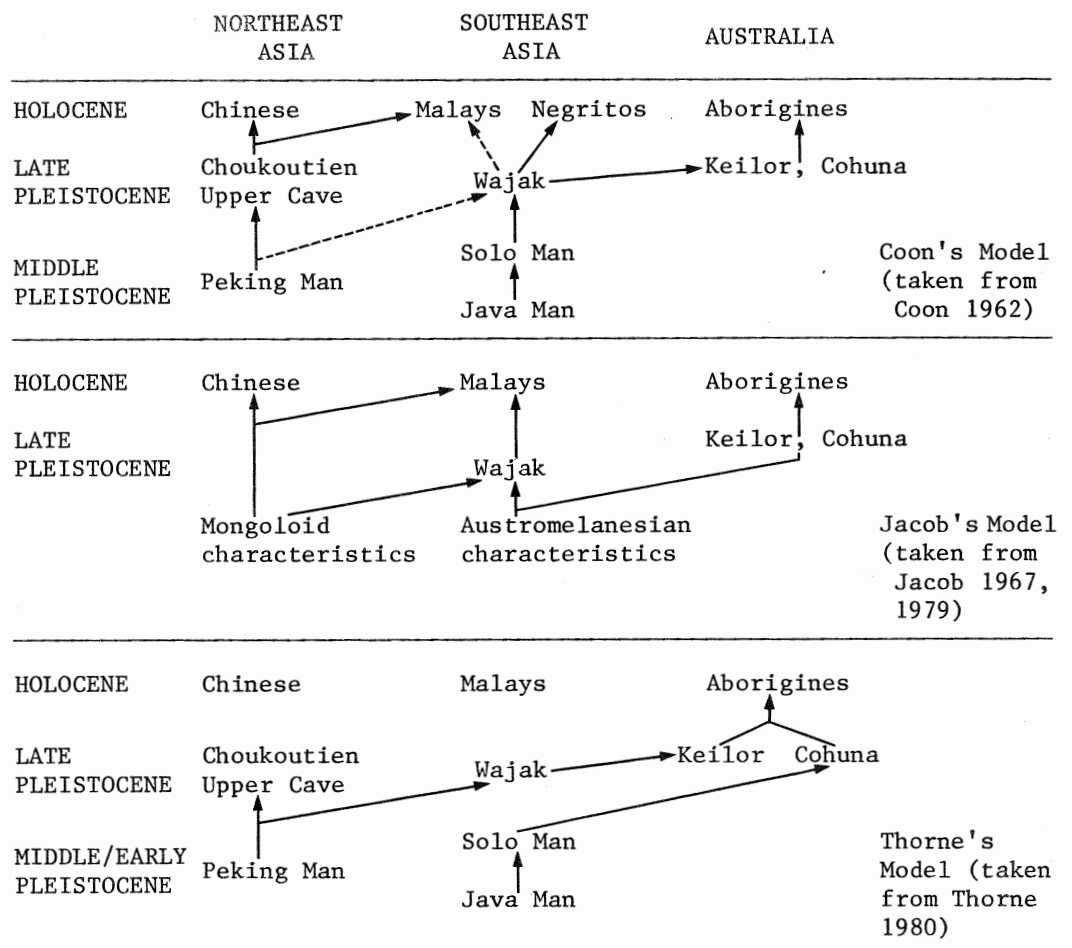 NORTHEAST ASIA
SOUTHEAST ASIA
AUSTRALIA
HOLOCENE
Chinese
Malays
Negritos
Aborigines
LATE
PLEISTOCENE
Choukoutien
Upper Cave
Wajak
Keilor, Cohuna
MIDDLE
PLEISTOCENE
Peking Man
Solo Man
Java Man
Coon's Model
(taken from
Coon 1962)
HOLOCENE
Chinese
Malays
Aborigines
LATE
PLEISTOCENE
Wajak
Keilor, Cohuna
Mongoloid
characteristics
Austromelanesian
characteristics
Jacob's Model
(taken from
Jacob 1967,
1979)
HOLOCENE
Chinese
Malays
Aborigines
LATE
PLEISTOCENE
Choukoutien
Upper Cave
Wajak
Keilor
Cohuna
MIDDLE/EARLY
PLEISTOCENE
Peking Man
Solo Man
Java Man
Thorne's
Model (taken
from Thorne
1980)